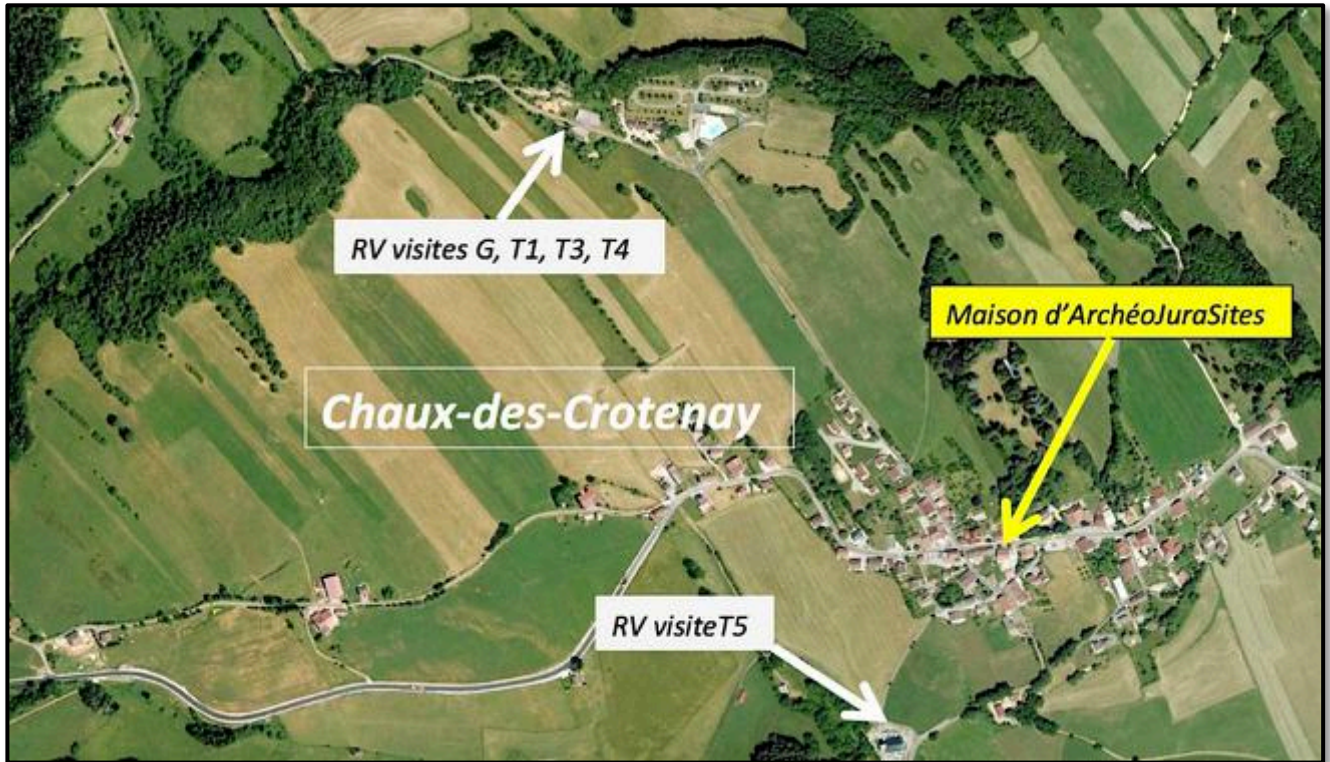 RV visites G, T1, T3, T4
Maison d'ArchéoJuraSites
Chaux-des-Crotenay
RV visiteT5